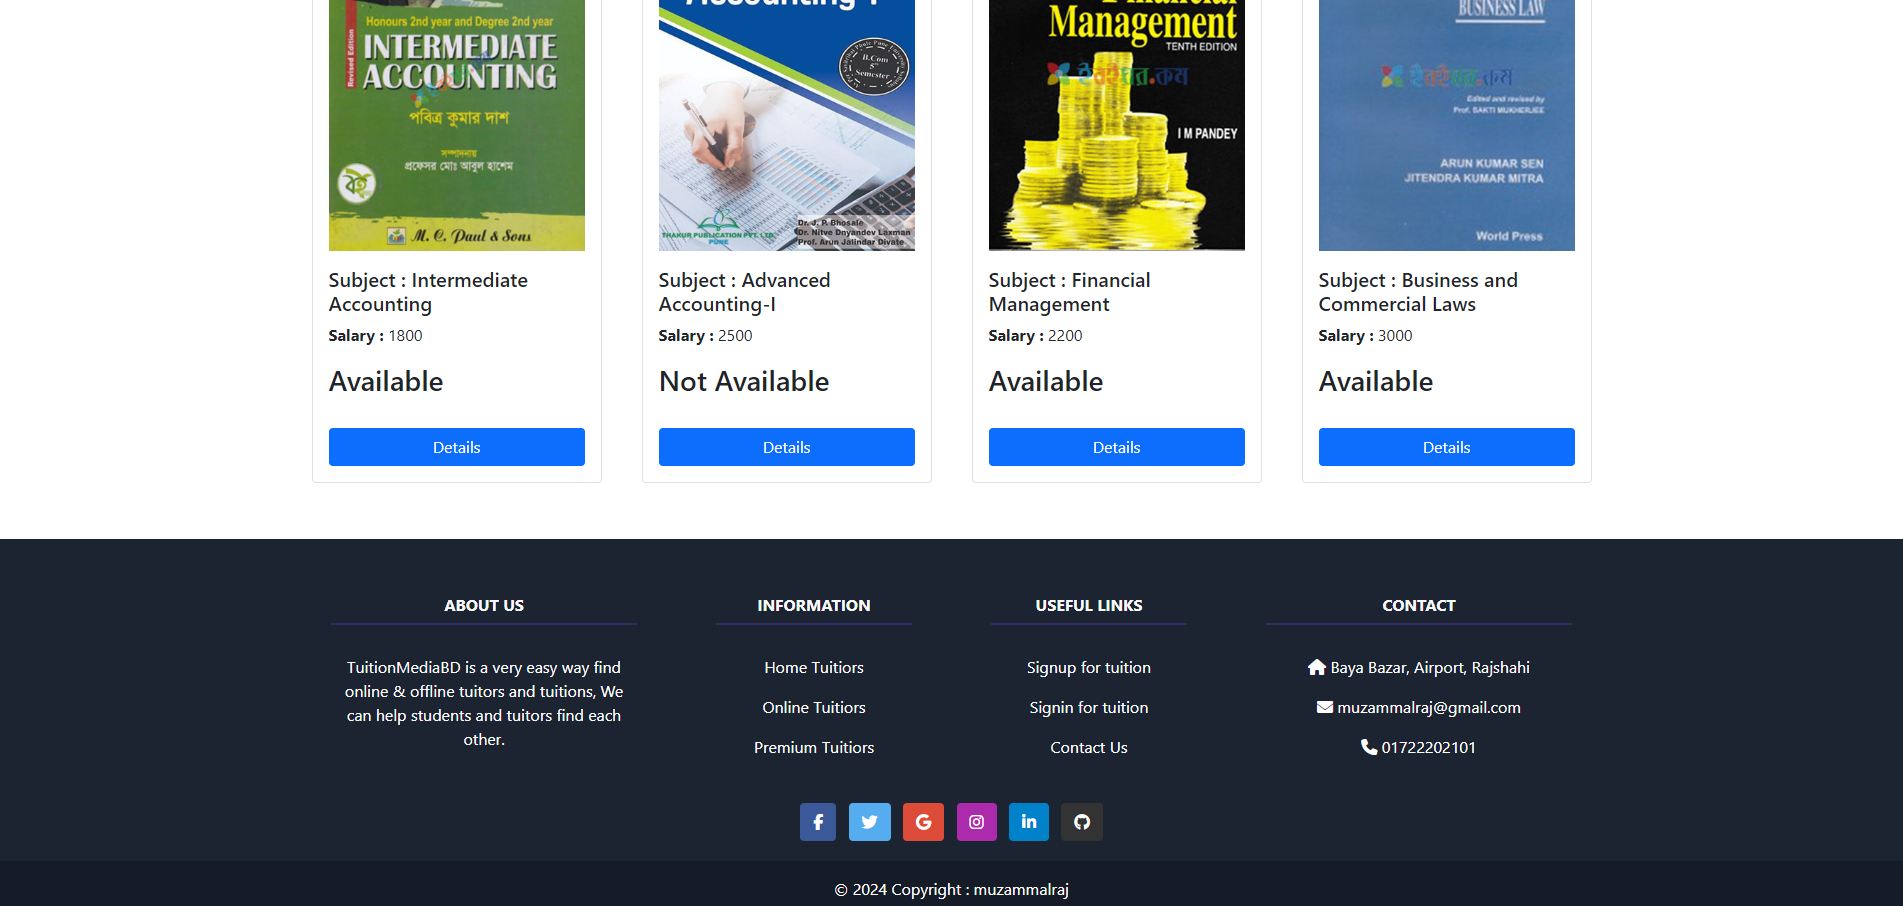 Honours 2nd year and Degree 2nd year
Revised Edition
INTERMEDIATE
ACCOUNTING
পবিত্র কুমার দাশ
সম্পাদনায়
প্রফেসর মোঃ আবুল হাশেম
বই
M. C. Paul & Sons
Accounting-I
B.Com
5th
Semester
THAKUR PUBLICATION PVT. LTD.
PUNE
Dr. J. P. Bhosale
Dr. Nitve Dnyandev Laxman
Prof. Arun Jalindar Divate
Financial
Management
TENTH EDITION
ইবইঘর.কম
I M PANDEY
BUSINESS LAW
ইবইঘর.কম
Edited and revised by
Prof. SAKTI MUKHERJEE
ARUN KUMAR SEN
JITENDRA KUMAR MITRA
World Press
Subject : Intermediate
Accounting
Salary : 1800
Available
Details
Subject : Advanced
Accounting-I
Salary : 2500
Not Available
Details
Subject : Financial
Management
Salary : 2200
Available
Details
Subject : Business and
Commercial Laws
Salary : 3000
Available
Details
ABOUT US
TuitionMediaBD is a very easy way find
online & offline tuitors and tuitions, We
can help students and tuitors find each
other.
INFORMATION
Home Tuitiors
Online Tuitiors
Premium Tuitiors
USEFUL LINKS
Signup for tuition
Signin for tuition
Contact Us
CONTACT
Baya Bazar, Airport, Rajshahi
muzammalraj@gmail.com
01722202101
© 2024 Copyright : muzammalraj